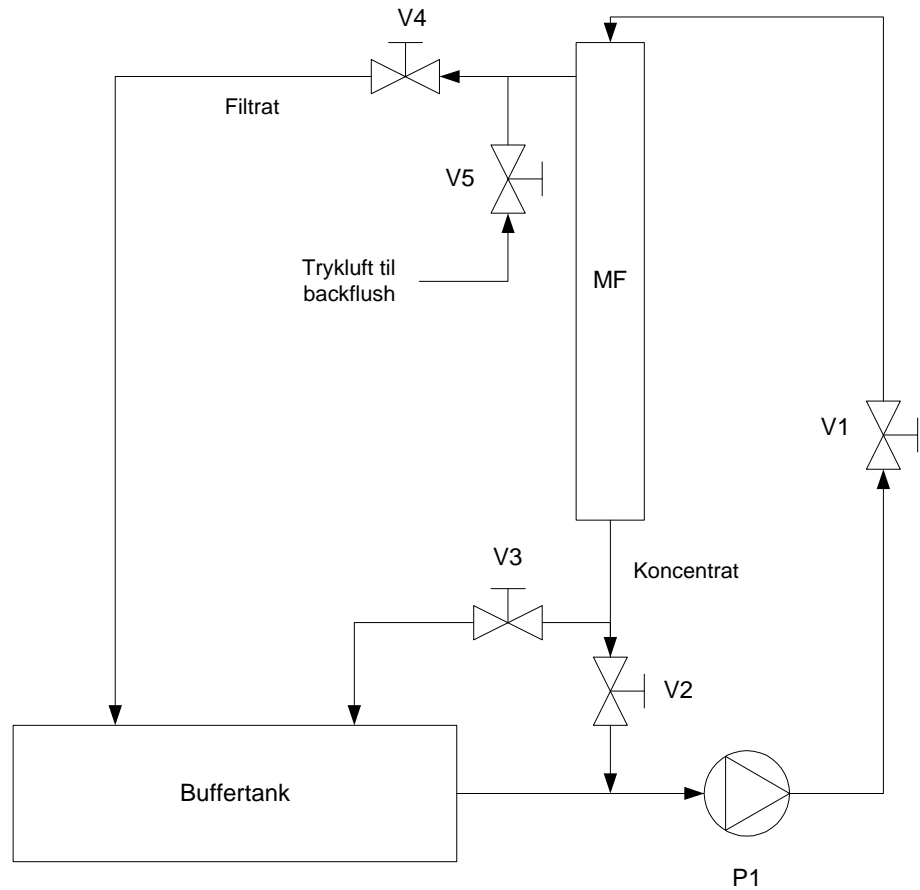 V4
Filtrat
V5
Trykluft til
backflush
MF
V1
V3
Koncentrat
V2
Buffertank
P1